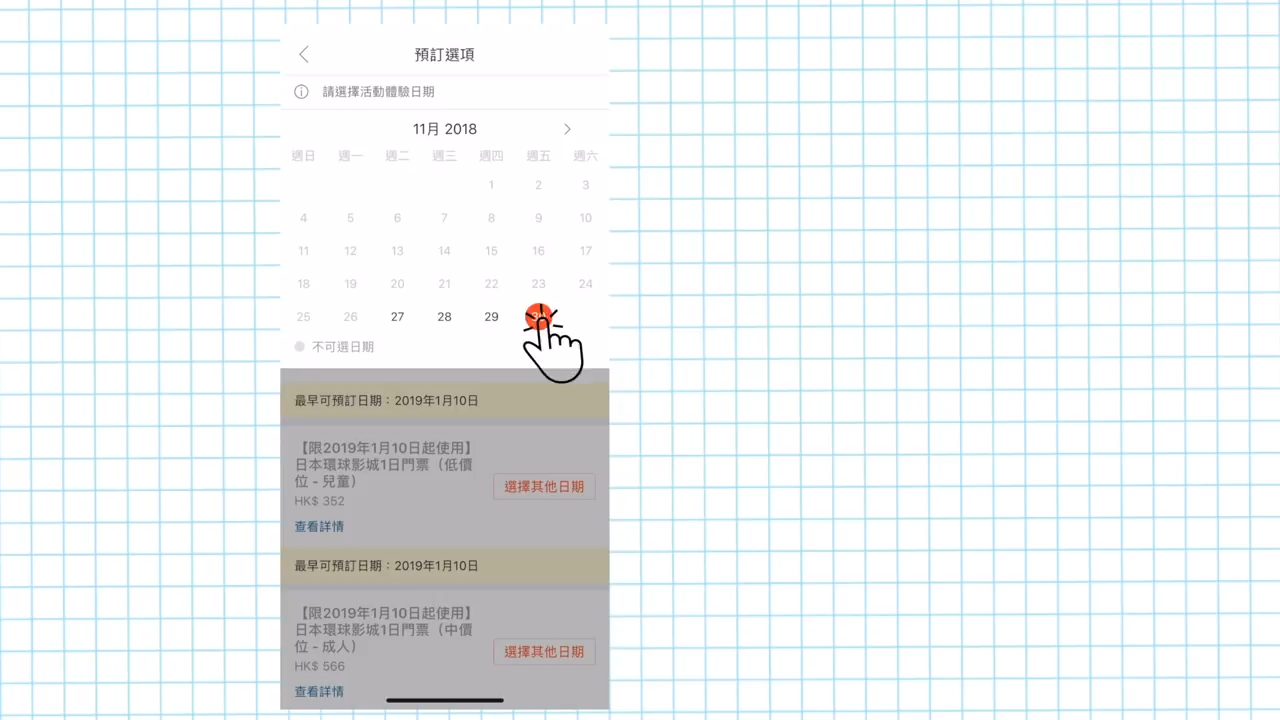 預訂選項
請選擇活動體驗日期
11月 2018
週日 週一 週二 週三 週四 週五 週六
1 2 3
4 5 6 7 8 9 10
11 12 13 14 15 16 17
18 19 20 21 22 23 24
25 26 27 28 29
不可選日期
最早可預訂日期：2019年1月10日
【限2019年1月10日起使用】
日本環球影城1日門票（低價
位 - 兒童）
HK$ 352
選擇其他日期
查看詳情
最早可預訂日期：2019年1月10日
【限2019年1月10日起使用】
日本環球影城1日門票（中價
位 - 成人）
HK$ 566
選擇其他日期
查看詳情